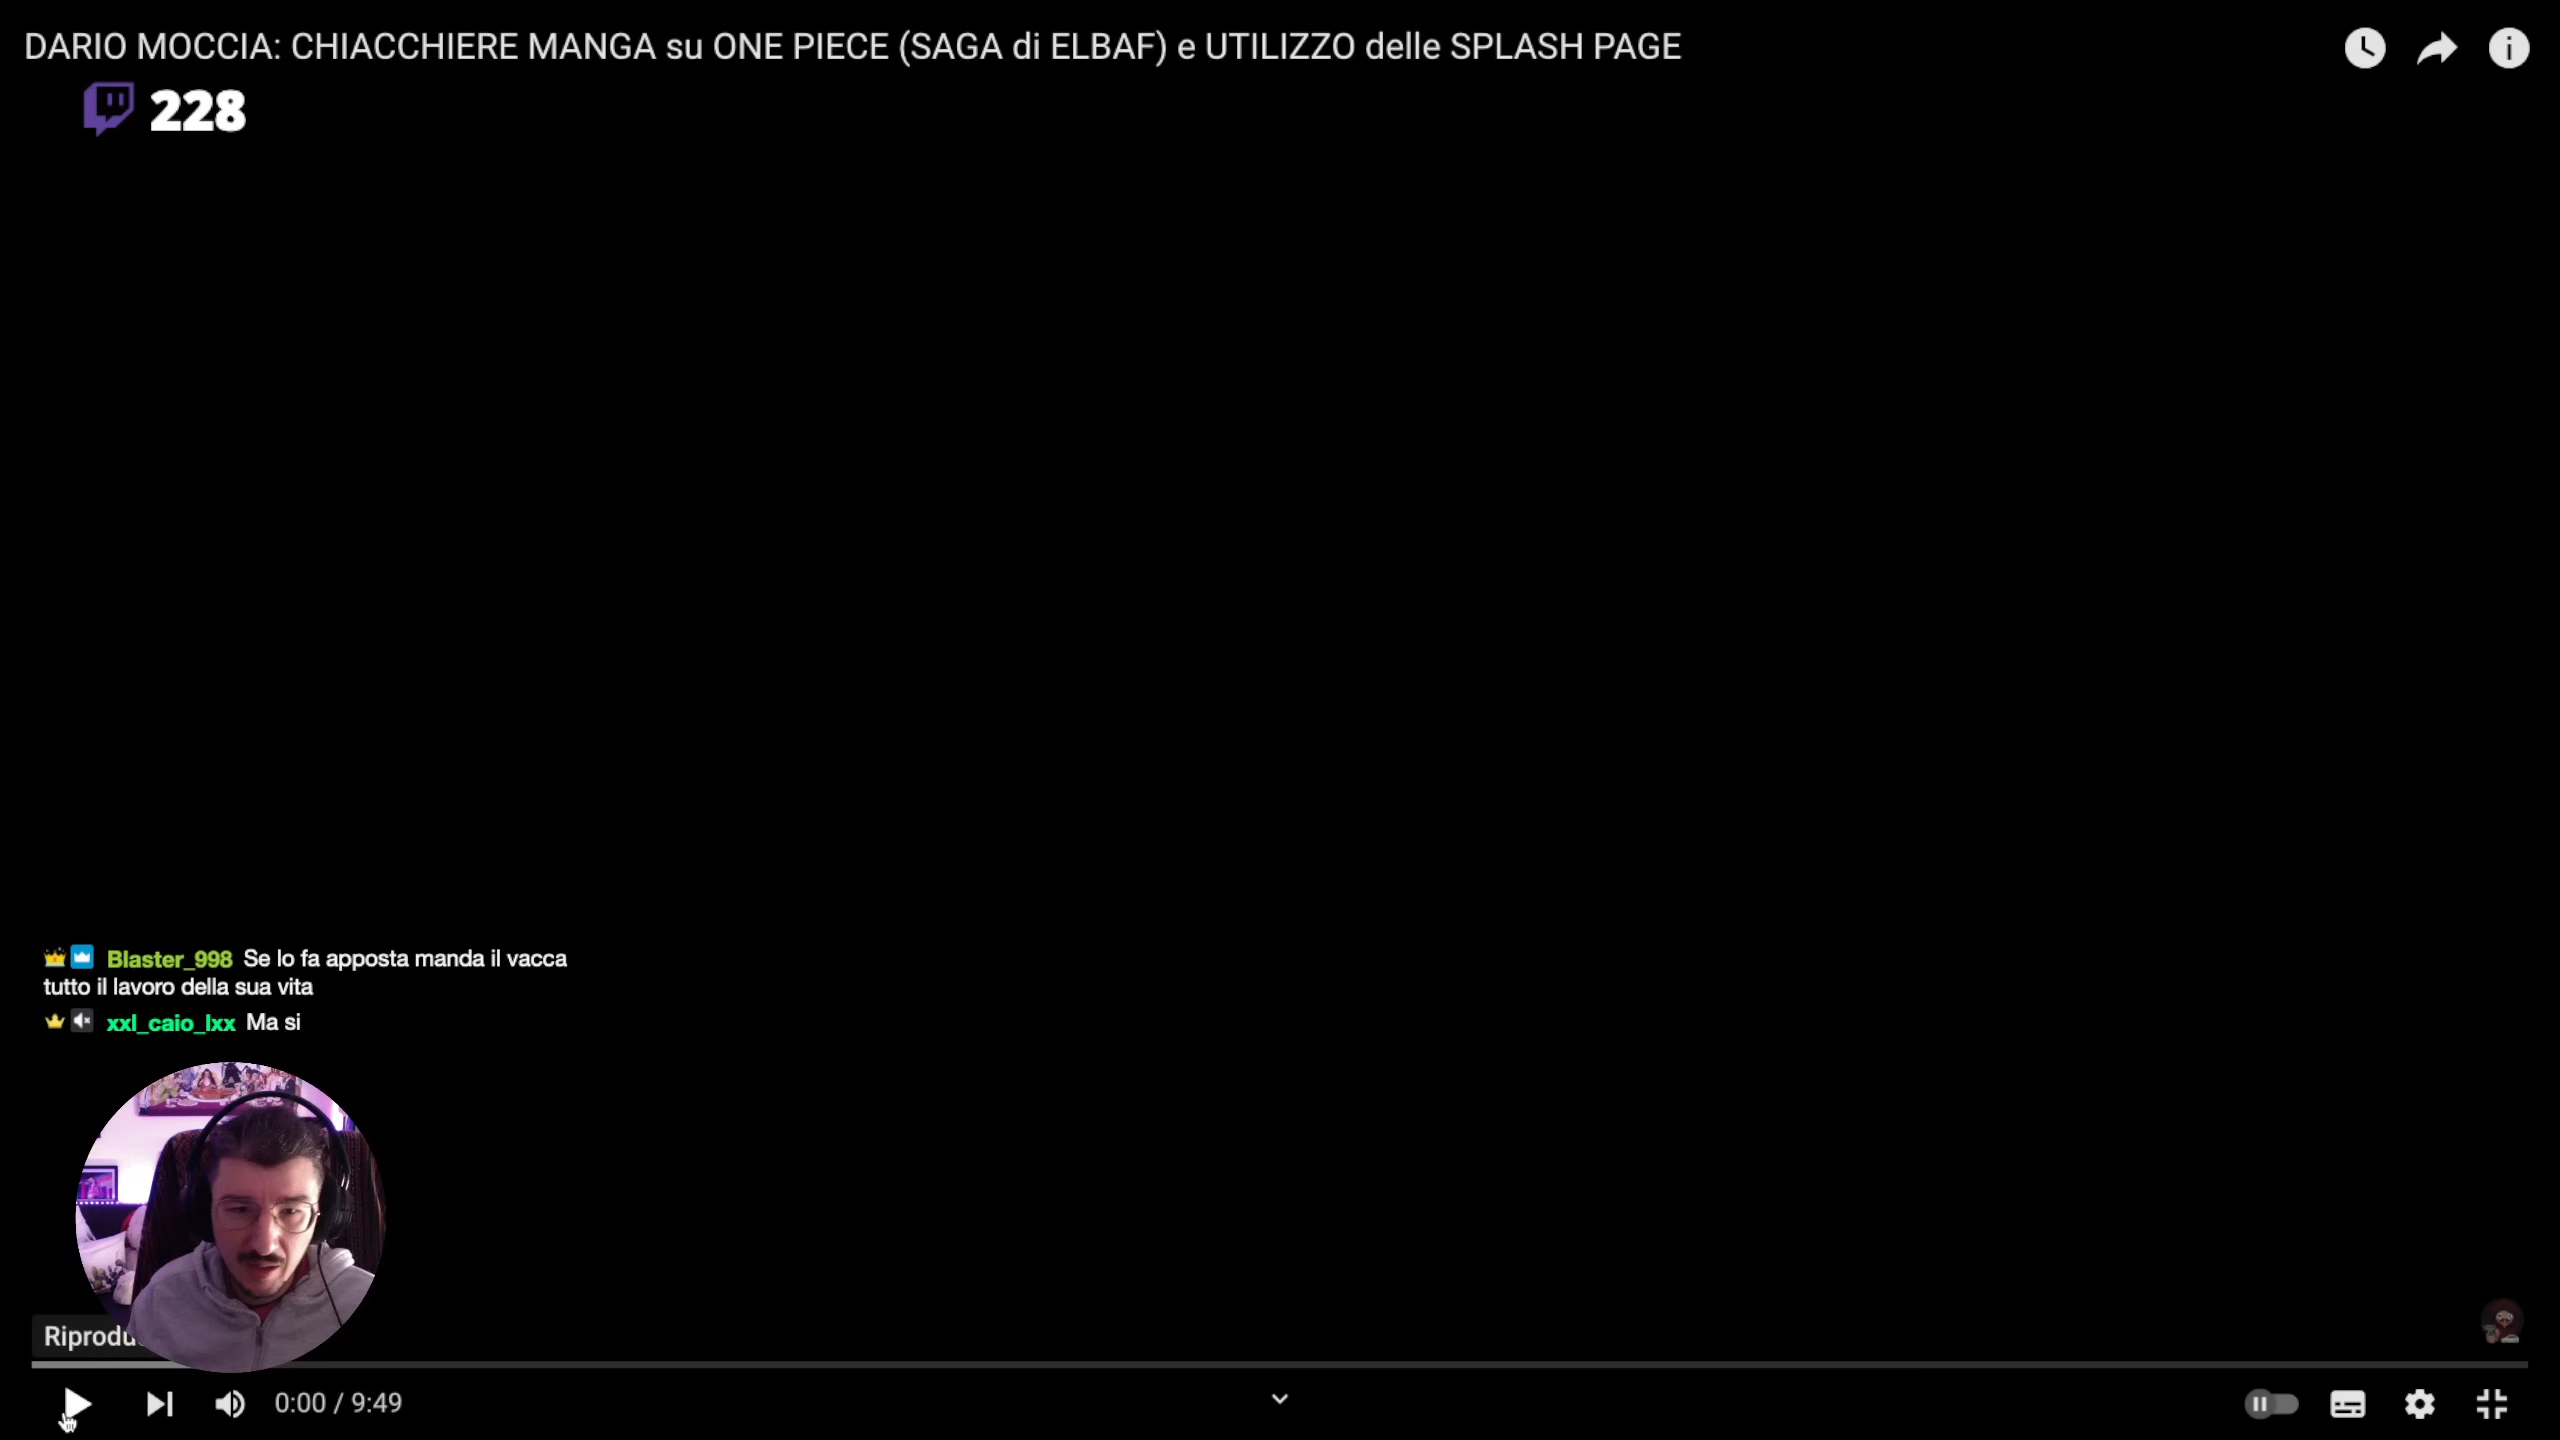 DARIO MOCCIA: CHIACCHIERE MANGA su ONE PIECE (SAGA di ELBAF) e UTILIZZO delle SPLASH PAGE
228
Blaster_998 Se lo fa apposta manda il vacca
tutto il lavoro della sua vita
xxl_caio_lxx Ma si
0:00 / 9:49